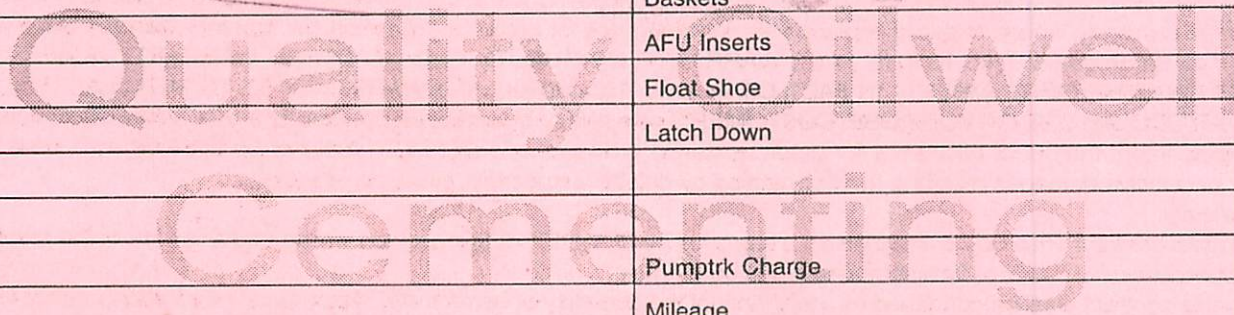 Baskets
AFU Inserts
Float Shoe
Latch Down
Pumptrk Charge
Mileage
Quality Oilwell
Cementing